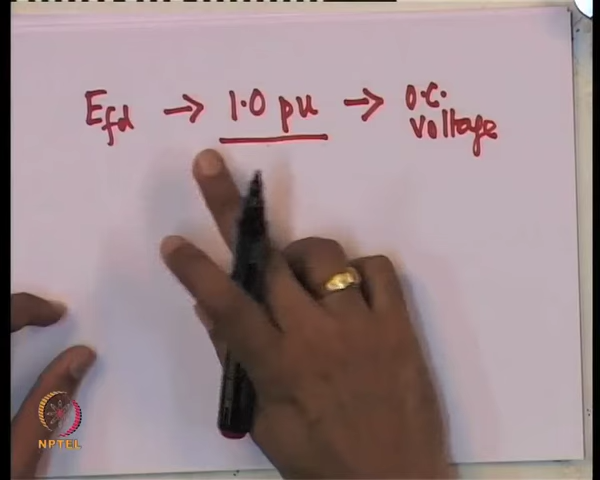 Efd → 1.0 pu → O.C. voltage
NPTEL